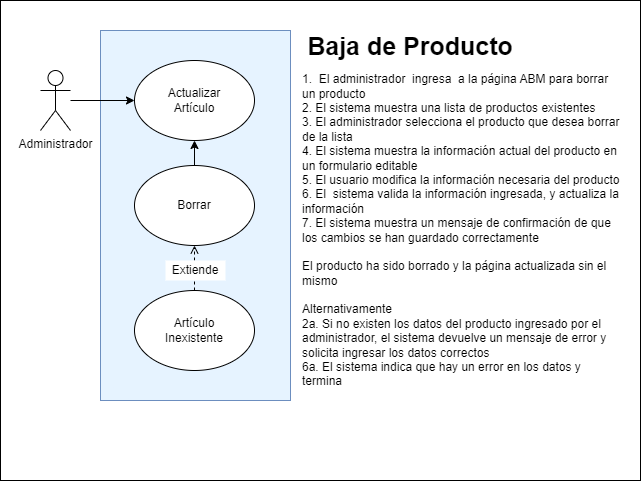 Baja de Producto
Actualizar
Artículo
Administrador
Borrar
Extiende
Artículo
Inexistente
1.  El administrador  ingresa  a la página ABM para borrar
un producto
2. El sistema muestra una lista de productos existentes
3. El administrador selecciona el producto que desea borrar
de la lista
4. El sistema muestra la información actual del producto en
un formulario editable
5. El usuario modifica la información necesaria del producto
6. El  sistema valida la información ingresada, y actualiza la
información
7. El sistema muestra un mensaje de confirmación de que
los cambios se han guardado correctamente
El producto ha sido borrado y la página actualizada sin el
mismo
Alternativamente
2a. Si no existen los datos del producto ingresado por el
administrador, el sistema devuelve un mensaje de error y
solicita ingresar los datos correctos
6a. El sistema indica que hay un error en los datos y
termina